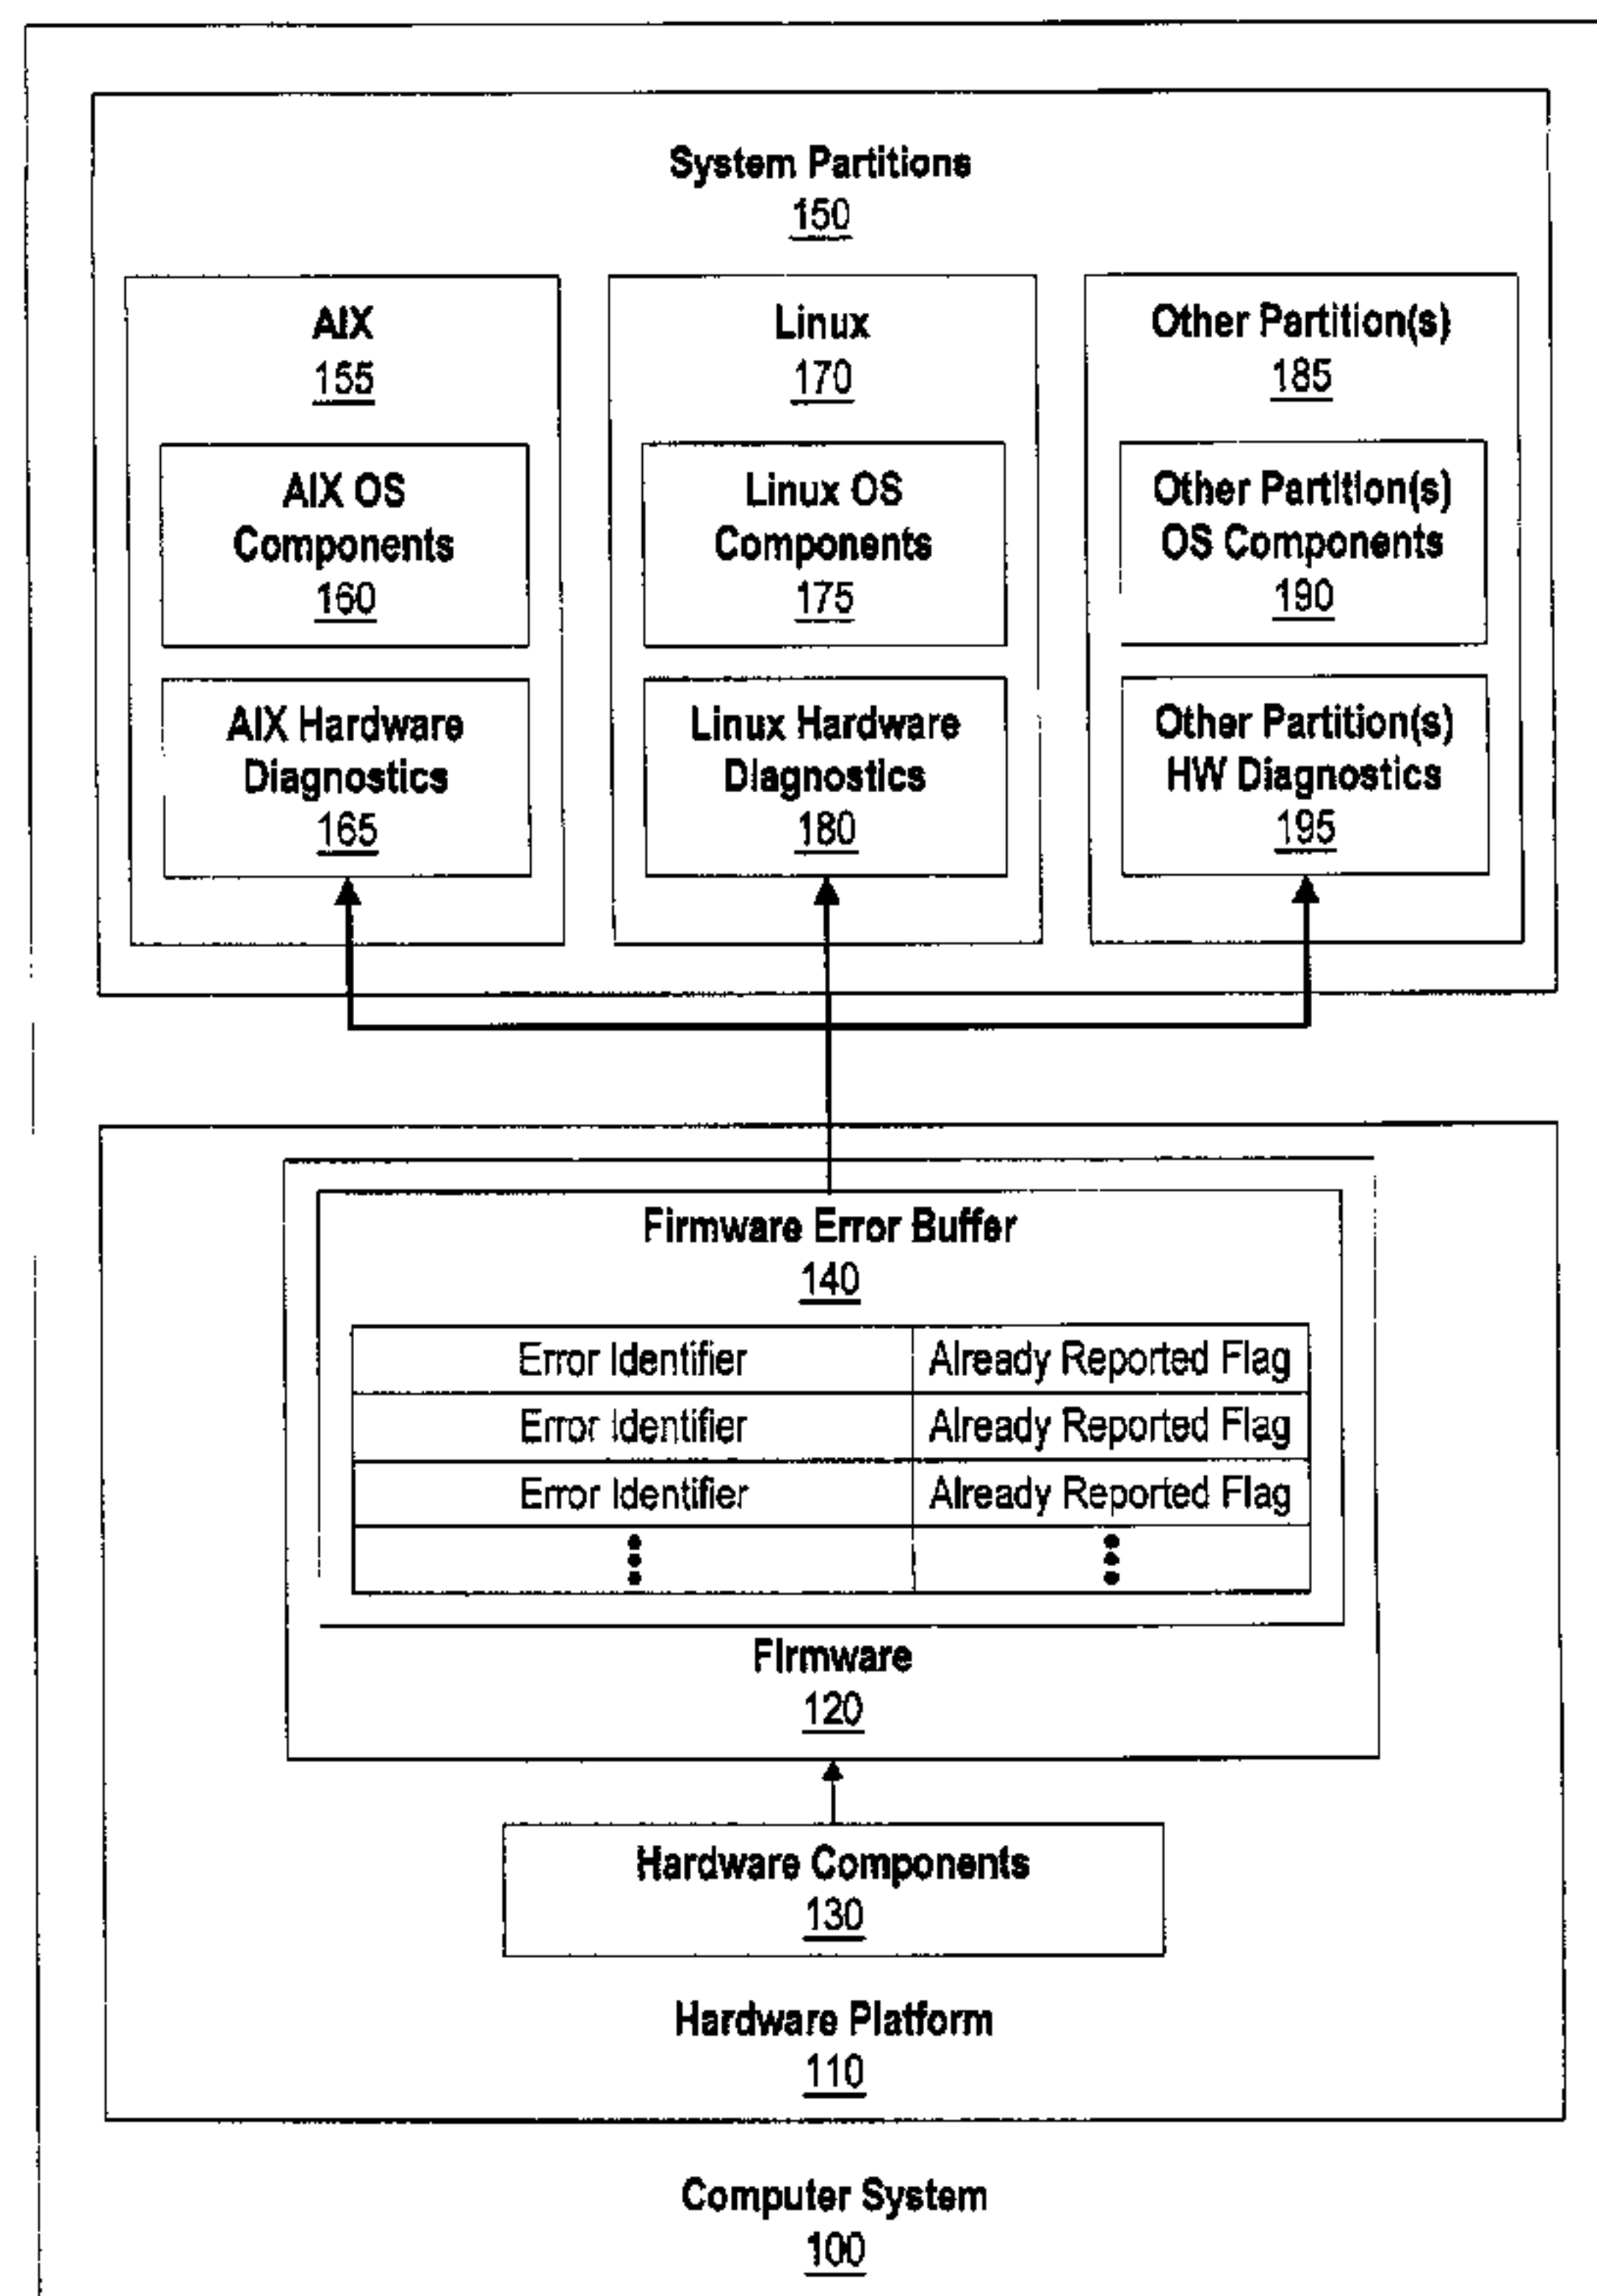 System Partitions
150
AIX
155
AIX OS
Components
160
AIX Hardware
Diagnostics
165
Linux
170
Linux OS
Components
175
Linux Hardware
Diagnostics
180
Other Partition(s)
185
Other Partition(s)
OS Components
190
Other Partition(s)
HW Diagnostics
195
Firmware Error Buffer
140
Error Identifier Already Reported Flag
Error Identifier Already Reported Flag
Error Identifier Already Reported Flag
Firmware
120
Hardware Components
130
Hardware Platform
110
Computer System
100